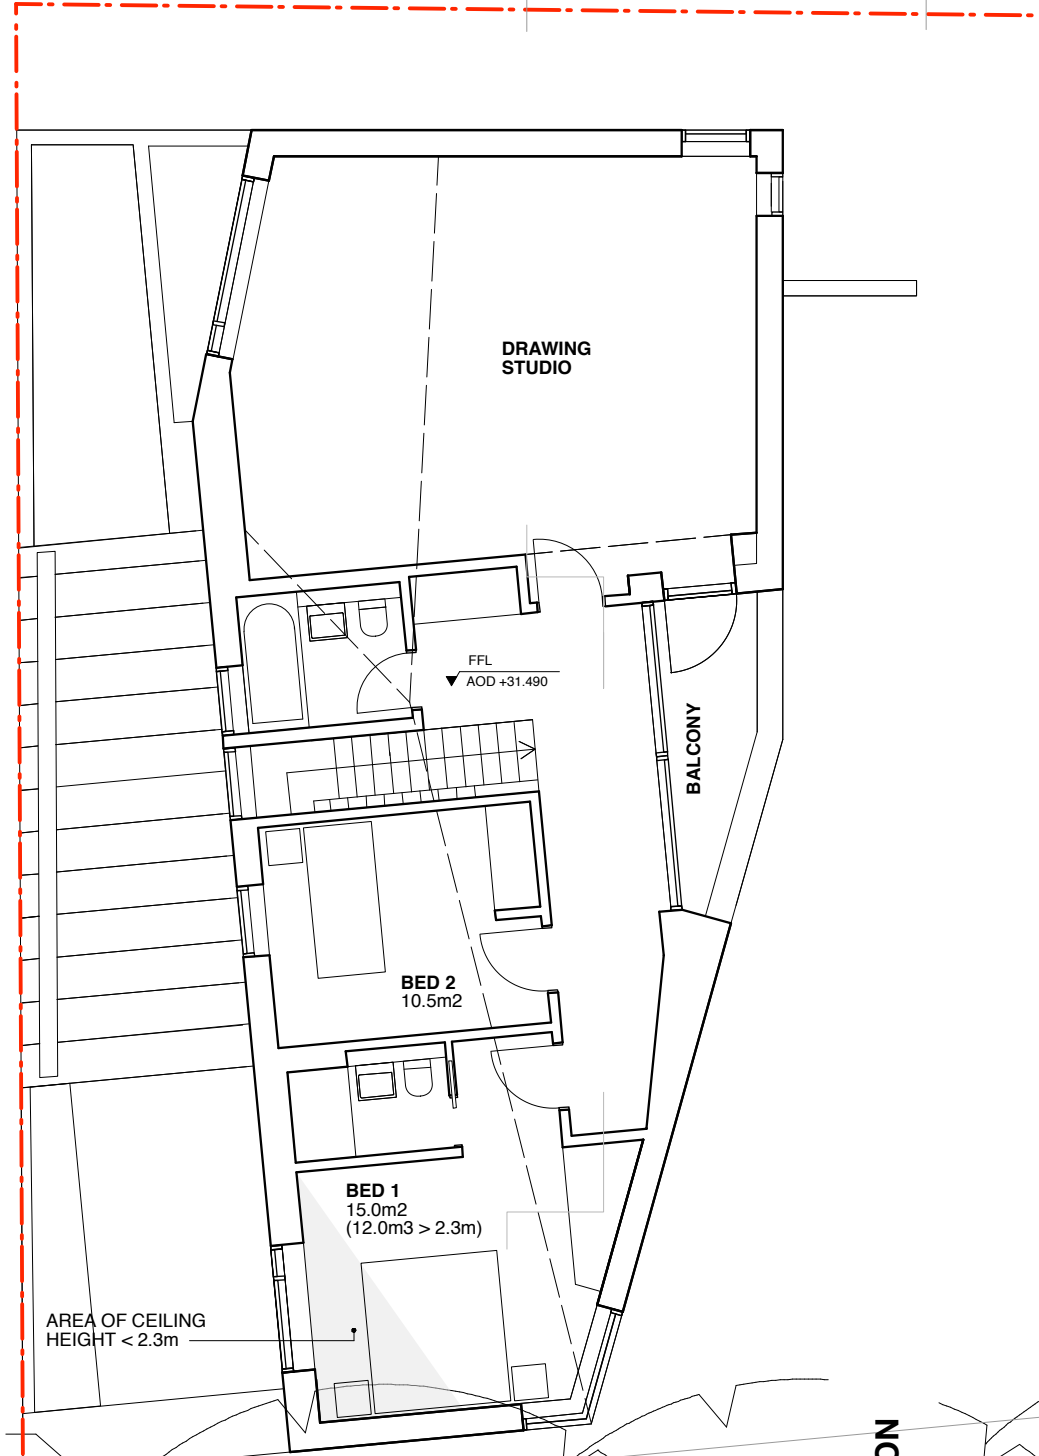 DRAWING
STUDIO
FFL
AOD +31.490
BALCONY
BED 2
10.5m2
BED 1
15.0m2
(12.0m3 > 2.3m)
AREA OF CEILING
HEIGHT < 2.3m
ON